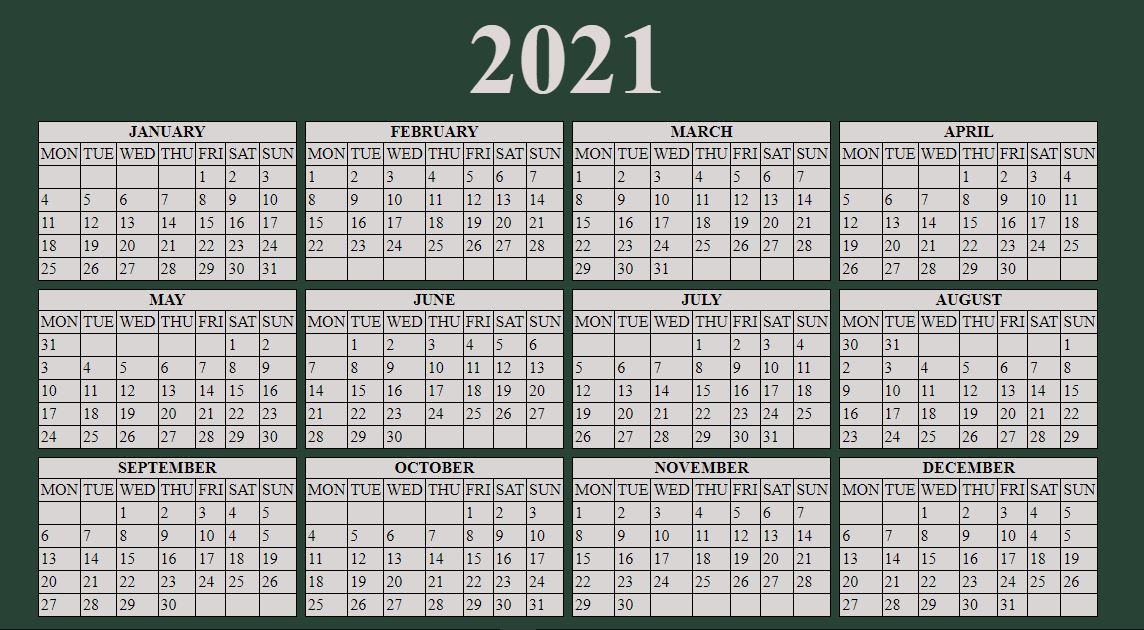 2021
JANUARY
MON TUE WED THU FRI SAT SUN
1 2 3
4 5 6 7 8 9 10
11 12 13 14 15 16 17
18 19 20 21 22 23 24
25 26 27 28 29 30 31
FEBRUARY
MON TUE WED THU FRI SAT SUN
1 2 3 4 5 6 7
8 9 10 11 12 13 14
15 16 17 18 19 20 21
22 23 24 25 26 27 28
MARCH
MON TUE WED THU FRI SAT SUN
1 2 3 4 5 6 7
8 9 10 11 12 13 14
15 16 17 18 19 20 21
22 23 24 25 26 27 28
29 30 31
APRIL
MON TUE WED THU FRI SAT SUN
1 2 3 4
5 6 7 8 9 10 11
12 13 14 15 16 17 18
19 20 21 22 23 24 25
26 27 28 29 30
MAY
MON TUE WED THU FRI SAT SUN
31 1 2
3 4 5 6 7 8 9
10 11 12 13 14 15 16
17 18 19 20 21 22 23
24 25 26 27 28 29 30
JUNE
MON TUE WED THU FRI SAT SUN
1 2 3 4 5 6
7 8 9 10 11 12 13
14 15 16 17 18 19 20
21 22 23 24 25 26 27
28 29 30
JULY
MON TUE WED THU FRI SAT SUN
1 2 3 4
5 6 7 8 9 10 11
12 13 14 15 16 17 18
19 20 21 22 23 24 25
26 27 28 29 30 31
AUGUST
MON TUE WED THU FRI SAT SUN
30 31 1
2 3 4 5 6 7 8
9 10 11 12 13 14 15
16 17 18 19 20 21 22
23 24 25 26 27 28 29
SEPTEMBER
MON TUE WED THU FRI SAT SUN
1 2 3 4 5
6 7 8 9 10 4 5
13 14 15 16 17 18 19
20 21 22 23 24 25 26
27 28 29 30
OCTOBER
MON TUE WED THU FRI SAT SUN
1 2 3
4 5 6 7 8 9 10
11 12 13 14 15 16 17
18 19 20 21 22 23 24
25 26 27 28 29 30 31
NOVEMBER
MON TUE WED THU FRI SAT SUN
1 2 3 4 5 6 7
8 9 10 11 12 13 14
15 16 17 18 19 20 21
22 23 24 25 26 27 28
29 30
DECEMBER
MON TUE WED THU FRI SAT SUN
1 2 3 4 5
6 7 8 9 10 4 5
13 14 15 16 17 18 19
20 21 22 23 24 25 26
27 28 29 30 31